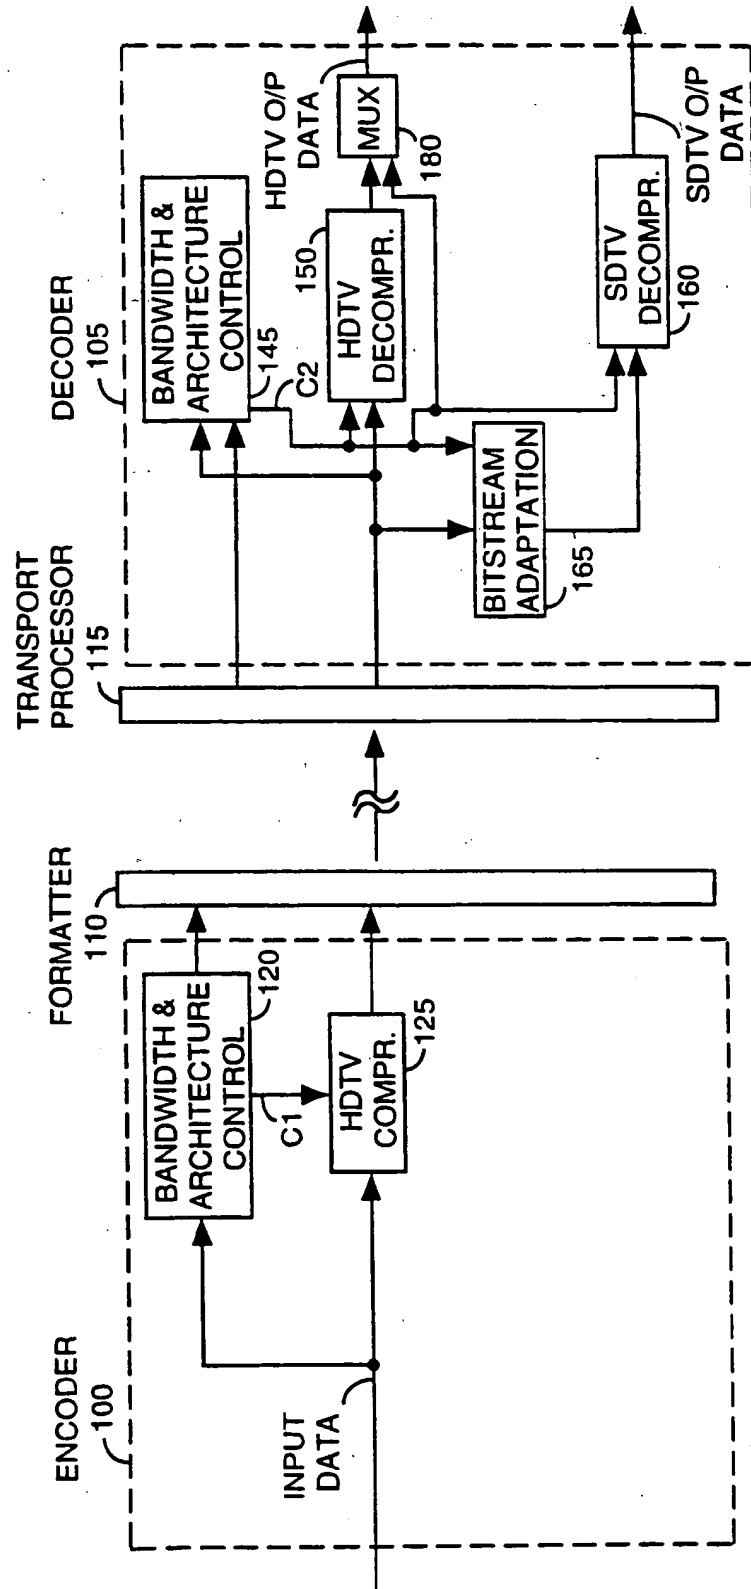 ENCODER
100
INPUT
DATA
BANDWIDTH &
ARCHITECTURE
CONTROL
120
C1
HDTV
COMPR.
125
FORMATTER
110
TRANSPORT
PROCESSOR
115
DECODER
105
BANDWIDTH &
ARCHITECTURE
CONTROL
145
C2
HDTV
DECOMPR.
150
BITSTREAM
ADAPTATION
165
HDTV O/P
DATA
MUX
180
SDTV
DECOMPR.
160
SDTV O/P
DATA